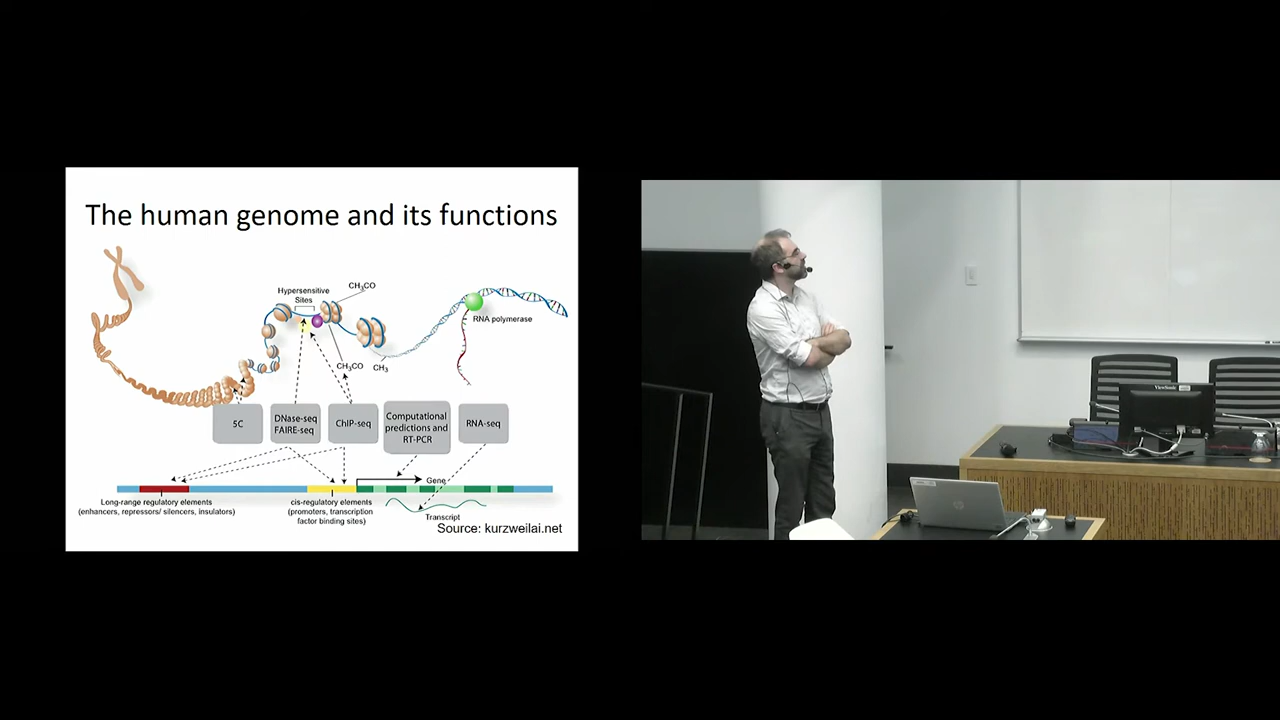 The human genome and its functions
Hypersensitive
Sites
CH3CO
RNA polymerase
CH3CO
CH3
5C
DNase-seq
FAIRE-seq
ChIP-seq
Computational
predictions and
RT-PCR
RNA-seq
Gene
Long-range regulatory elements
(enhancers, repressors/ silencers, insulators)
cis-regulatory elements
(promoters, transcription
factor binding sites)
Transcript
Source: kurzweilai.net
ViewSonic
hp